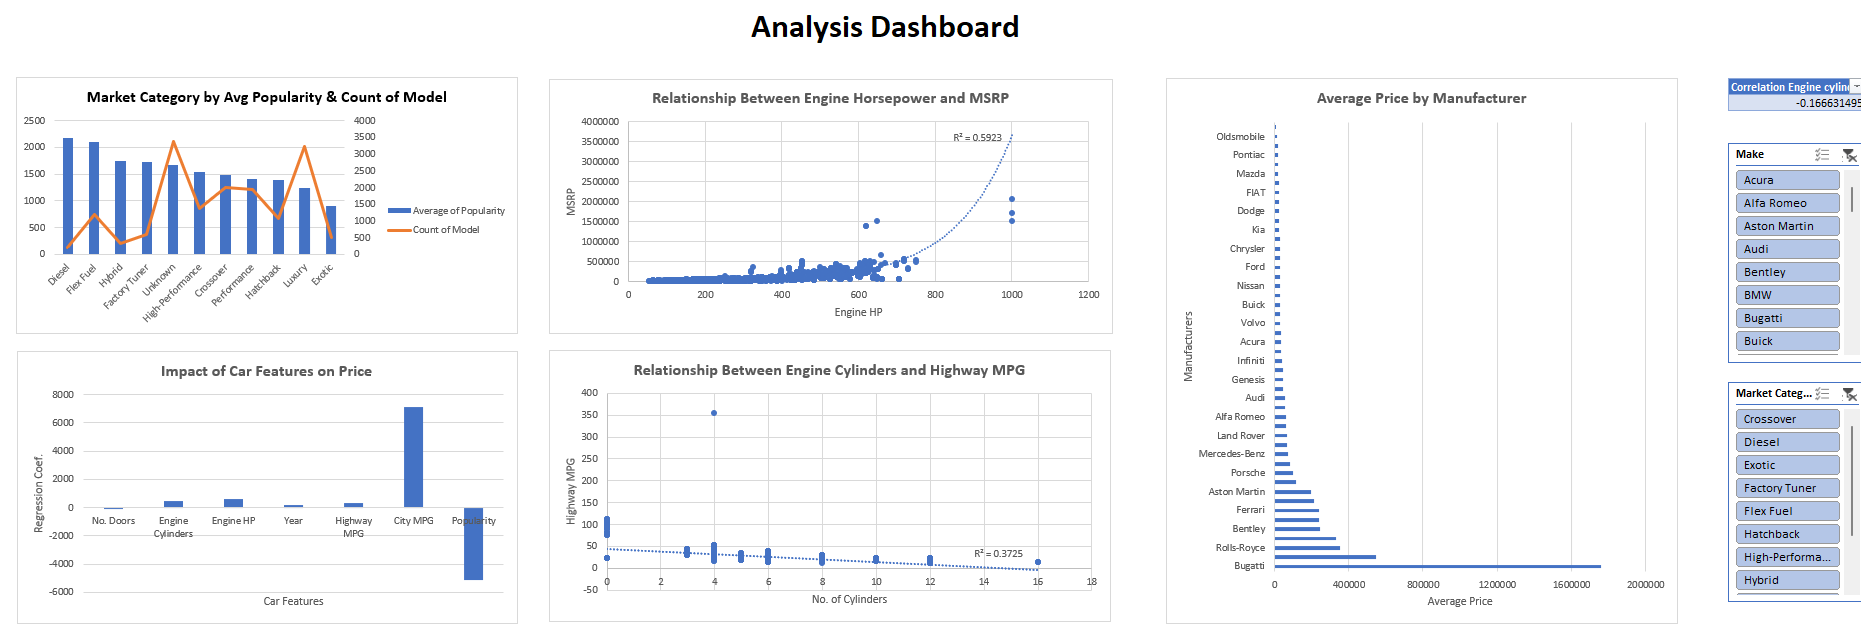 Analysis Dashboard
Market Category by Avg Popularity & Count of Model
2500
2000
1500
1000
500
0
4000
3500
3000
2500
2000
1500
1000
500
0
Diesel
Flex Fuel
Hybrid
Factory Tuner
Unknown
High-Performance
Crossover
Performance
Hatchback
Luxury
Exotic
Average of Popularity
Count of Model
Relationship Between Engine Horsepower and MSRP
4000000
3500000
3000000
2500000
2000000
1500000
1000000
500000
0
MSRP
R² = 0.5923
0 200 400 600 800 1000 1200
Engine HP
Impact of Car Features on Price
8000
6000
4000
2000
0
-2000
-4000
-6000
Regression Coef.
No. Doors
Engine Cylinders
Engine HP
Year
Highway MPG
City MPG
Popularity
Car Features
Relationship Between Engine Cylinders and Highway MPG
400
350
300
250
200
150
100
50
0
-50
Highway MPG
R² = 0.3725
0 2 4 6 8 10 12 14 16 18
No. of Cylinders
Average Price by Manufacturer
Manufacturers
Oldsmobile
Pontiac
Mazda
FIAT
Dodge
Kia
Chrysler
Ford
Nissan
Buick
Volvo
Acura
Infiniti
Genesis
Audi
Alfa Romeo
Land Rover
Mercedes-Benz
Porsche
Aston Martin
Ferrari
Bentley
Rolls-Royce
Bugatti
0 400000 800000 1200000 1600000 2000000
Average Price
Correlation Engine cylin
-0.166631495
Make
Acura
Alfa Romeo
Aston Martin
Audi
Bentley
BMW
Bugatti
Buick
Market Categ...
Crossover
Diesel
Exotic
Factory Tuner
Flex Fuel
Hatchback
High-Performa...
Hybrid